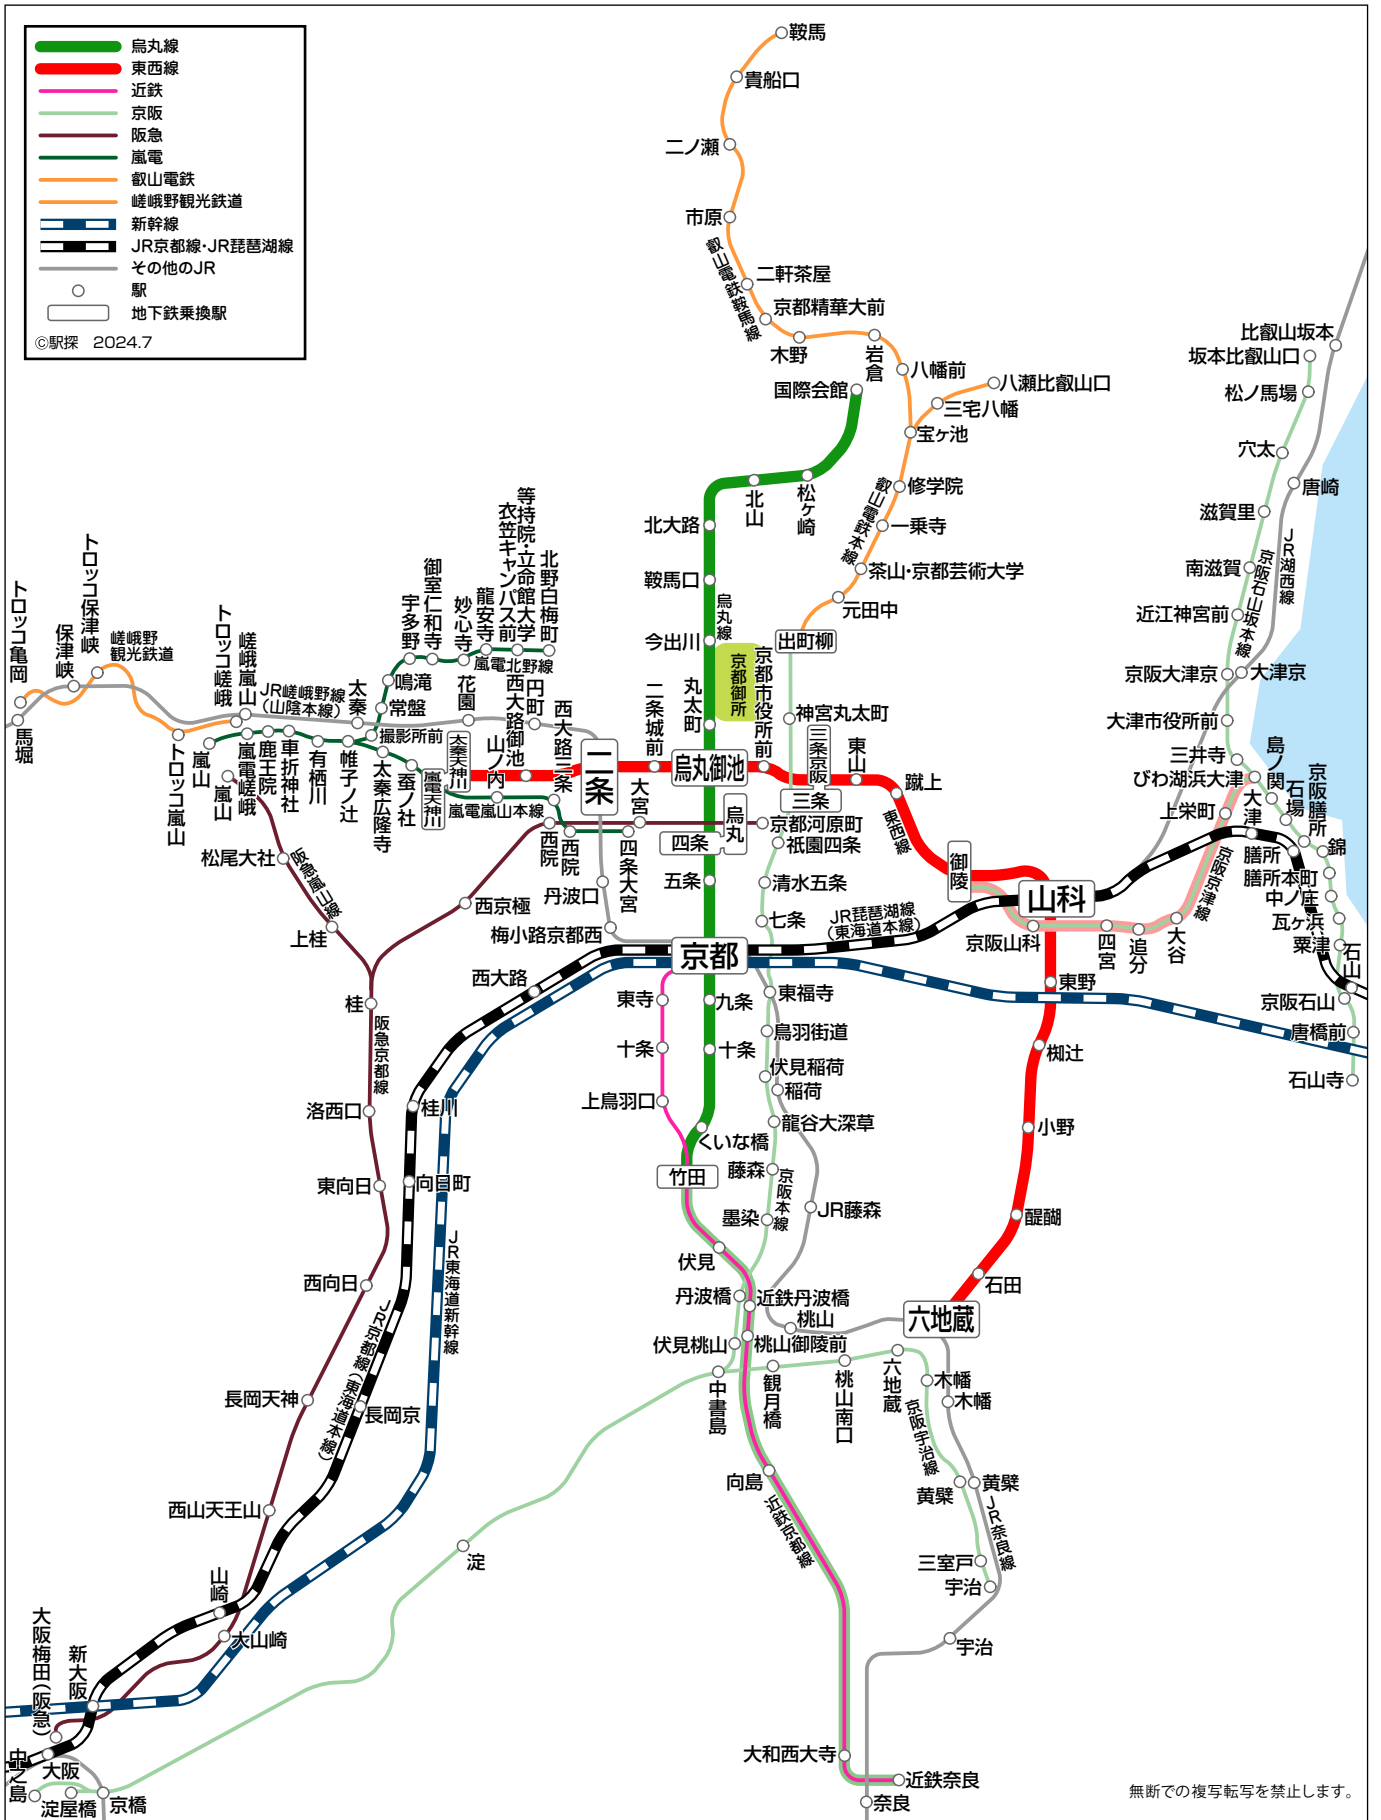 烏丸線
東西線
近鉄
京阪
阪急
嵐電
叡山電鉄
嵯峨野観光鉄道
新幹線
JR京都線・JR琵琶湖線
その他のJR
駅
地下鉄乗換駅
©駅探 2024.7
鞍馬
貴船口
二ノ瀬
市原
叡山電鉄鞍馬線
二軒茶屋
京都精華大前
木野
岩倉
八幡前
八瀬比叡山口
三宅八幡
宝ヶ池
修学院
叡山電鉄本線
一乗寺
茶山・京都芸術大学
元田中
出町柳
国際会館
松ヶ崎
北山
北大路
鞍馬口
烏丸線
今出川
京都御所
丸太町
京都市役所前
二条城前
烏丸御池
二条
神宮丸太町
三条京阪
三条
東山
蹴上
東西線
御陵
山科
比叡山坂本
坂本比叡山口
松ノ馬場
穴太
唐崎
滋賀里
JR湖西線
京阪石山坂本線
南滋賀
近江神宮前
京阪大津京
大津京
大津市役所前
三井寺
びわ湖浜大津
島ノ関
石場
京阪膳所
上栄町
大津
膳所
錦
膳所本町
中ノ庄
瓦ヶ浜
粟津
石山
京阪石山
唐橋前
石山寺
京阪京津線
京阪山科
四宮
追分
大谷
トロッコ亀岡
馬堀
保津峡
トロッコ保津峡
嵯峨野
観光鉄道
トロッコ嵯峨
嵯峨嵐山
トロッコ嵐山
JR嵯峨野線
(山陰本線)
太秦
花園
円町
嵐山
嵐電嵯峨
鹿王院
車折神社
有栖川
帷子ノ辻
太秦広隆寺
蚕ノ社
撮影所前
常盤
鳴滝
宇多野
御室仁和寺
妙心寺
龍安寺
等持院・立命館大学
衣笠キャンパス前
北野白梅町
嵐電北野線
太秦天神川
嵐電天神川
山ノ内
西大路御池
西大路三条
嵐電嵐山本線
西院
西院
四条大宮
大宮
烏丸
四条
京都河原町
祇園四条
清水五条
七条
五条
丹波口
梅小路京都西
京都
嵐山
松尾大社
阪急嵐山線
上桂
西京極
桂
阪急京都線
洛西口
東向日
西向日
長岡天神
西山天王山
大山崎
大阪梅田(阪急)
西大路
桂川
向日町
JR京都線(東海道本線)
長岡京
山崎
新大阪
大阪
JR東海道新幹線
JR琵琶湖線
(東海道本線)
東寺
十条
上鳥羽口
九条
十条
くいな橋
竹田
伏見
近鉄丹波橋
桃山御陵前
向島
近鉄京都線
大和西大寺
近鉄奈良
奈良
東福寺
鳥羽街道
伏見稲荷
稲荷
龍谷大深草
藤森
京阪本線
墨染
JR藤森
丹波橋
桃山
伏見桃山
中書島
観月橋
桃山南口
六地蔵
六地蔵
木幡
木幡
京阪宇治線
黄檗
黄檗
JR奈良線
三室戸
宇治
宇治
東野
椥辻
小野
醍醐
石田
淀
中之島
淀屋橋
京橋
無断での複写転写を禁止します。